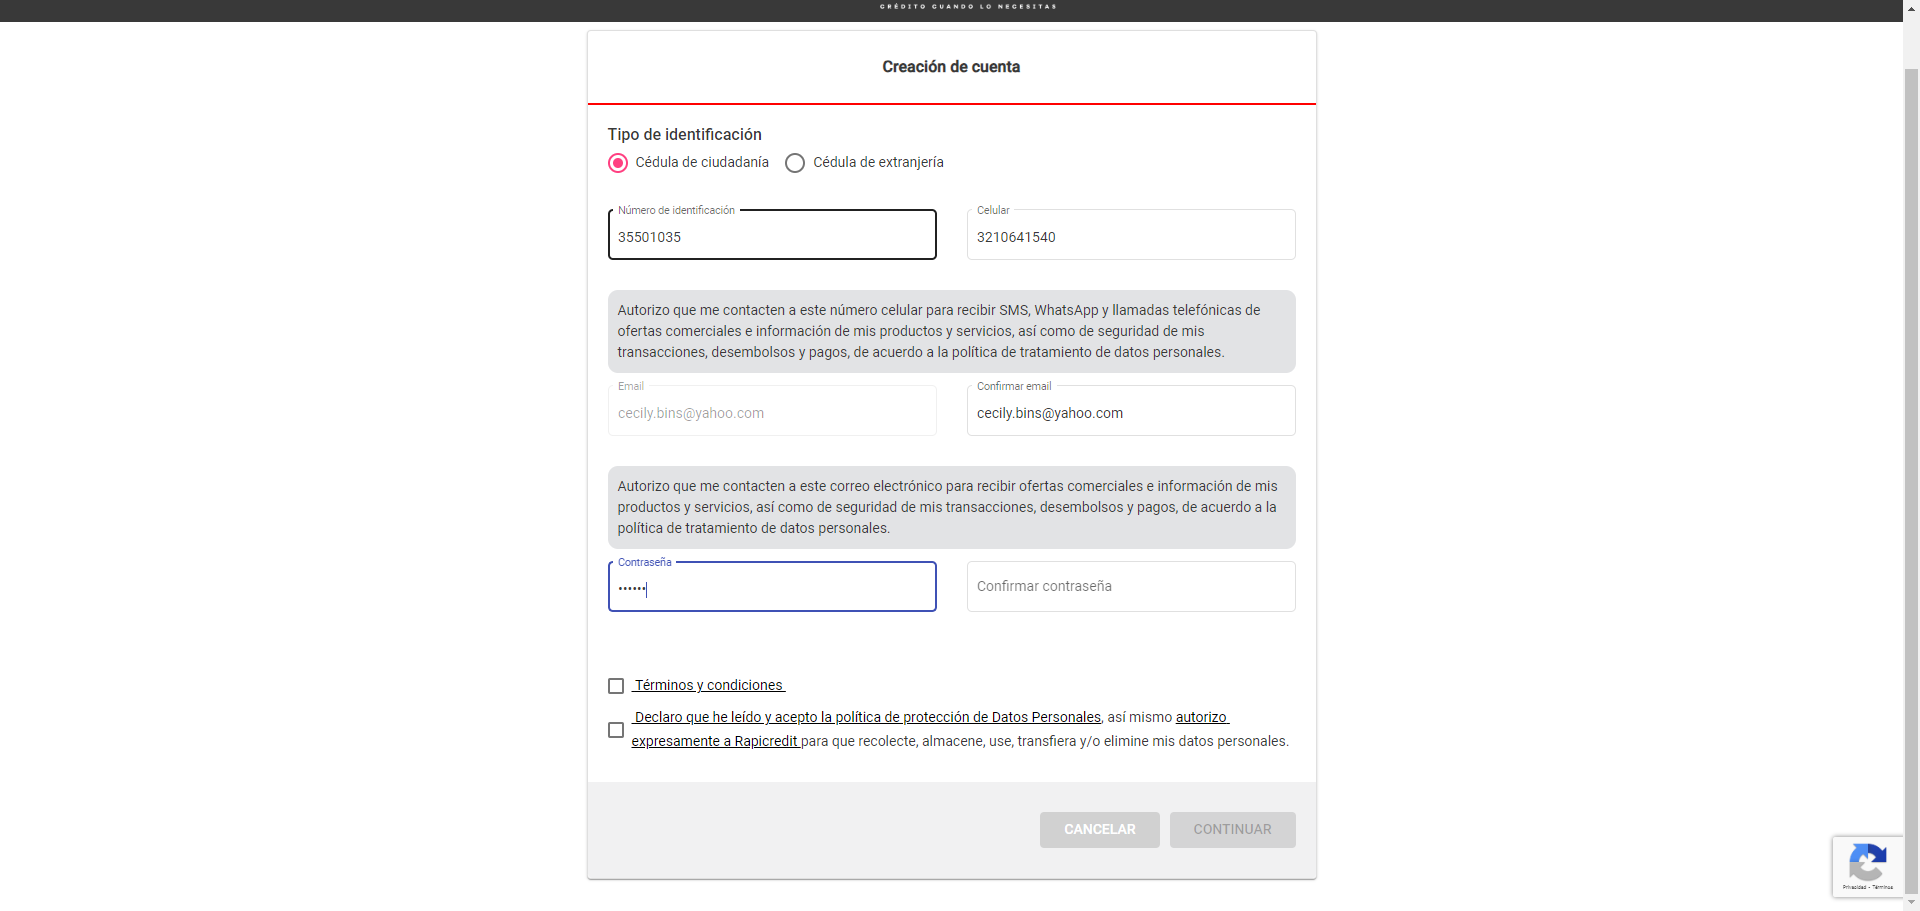 CRÉDITO CUANDO LO NECESITAS
Creación de cuenta
Tipo de identificación
Cédula de ciudadanía
Cédula de extranjería
Número de identificación
35501035
Celular
3210641540
Autorizo que me contacten a este número celular para recibir SMS, WhatsApp y llamadas telefónicas de
ofertas comerciales e información de mis productos y servicios, así como de seguridad de mis
transacciones, desembolsos y pagos, de acuerdo a la política de tratamiento de datos personales.
Email
cecily.bins@yahoo.com
Confirmar email
cecily.bins@yahoo.com
Autorizo que me contacten a este correo electrónico para recibir ofertas comerciales e información de mis
productos y servicios, así como de seguridad de mis transacciones, desembolsos y pagos, de acuerdo a la
política de tratamiento de datos personales.
Contraseña
••••••
Confirmar contraseña
Términos y condiciones
Declaro que he leído y acepto la política de protección de Datos Personales, así mismo autorizo
expresamente a Rapicredit para que recolecte, almacene, use, transfiera y/o elimine mis datos personales.
CANCELAR
CONTINUAR
Privacidad - Términos